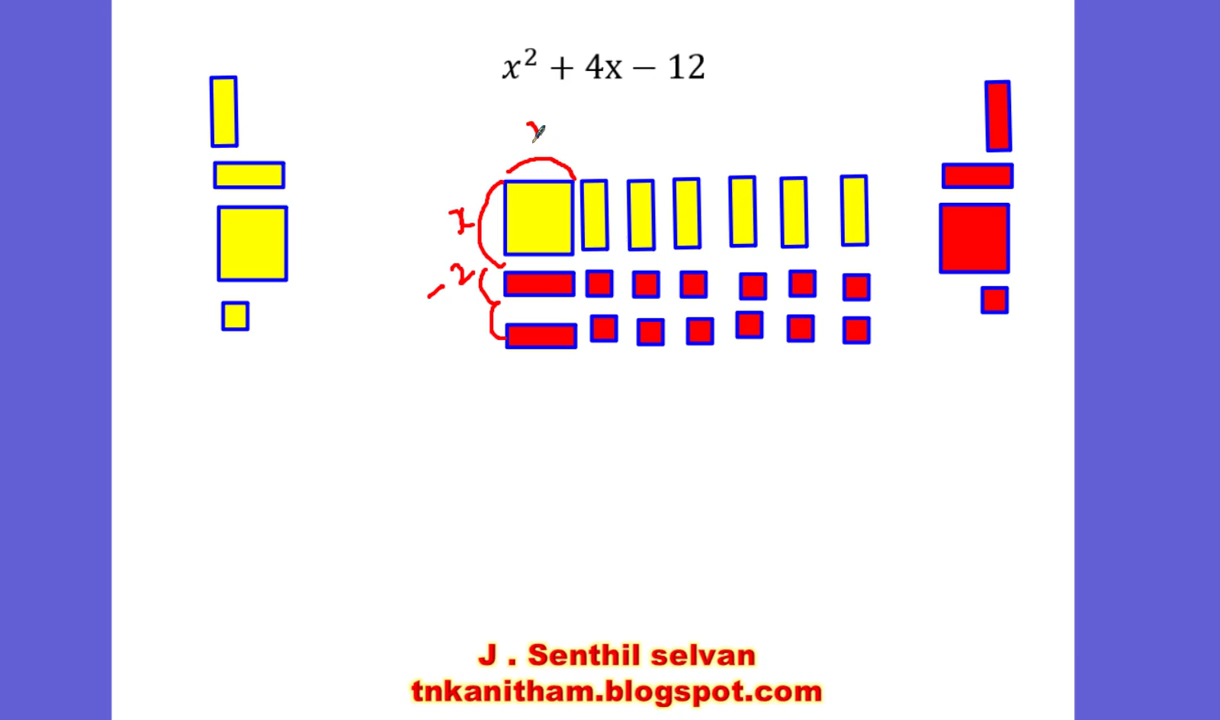 x² + 4x − 12
x
−2
J . Senthil selvan
tnkanitham.blogspot.com